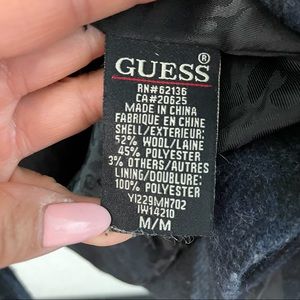 GUESS®
RN#62136
CA#20625
MADE IN CHINA
FABRIQUE EN CHINE
SHELL/EXTERIEUR:
52% WOOL/LAINE
45% POLYESTER
3% OTHERS/AUTRES
LINING/DOUBLURE:
100% POLYESTER
YI229MH702
IW14210
M/M